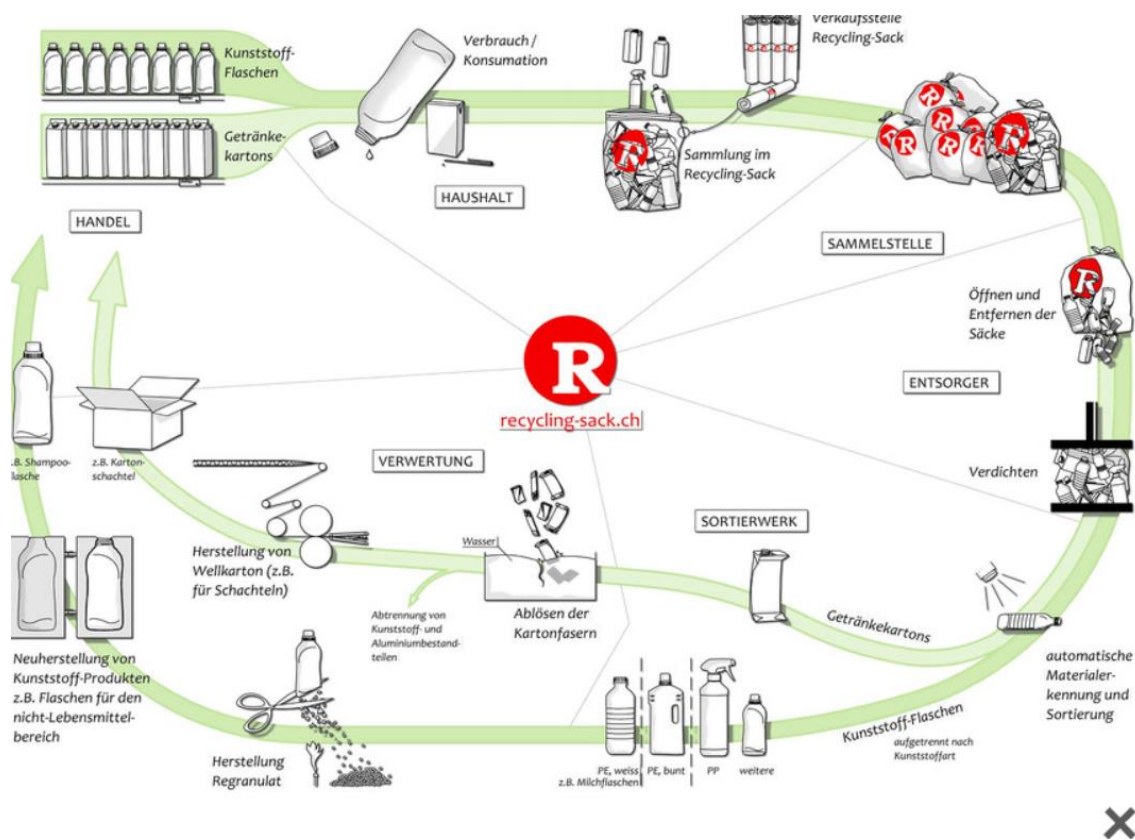 Kunststoff-
Flaschen
Getränke-
kartons
HANDEL
Verbrauch /
Konsumation
HAUSHALT
Verkaufsstelle
Recycling-Sack
Sammlung im
Recycling-Sack
R
R
R
R
R
R
R
SAMMELSTELLE
R
Öffnen und
Entfernen der
Säcke
ENTSORGER
Verdichten
R
recycling-sack.ch
automatische
Materialer-
kennung und
Sortierung
SORTIERWERK
Getränkekartons
Kunststoff-Flaschen
aufgetrennt nach
Kunststoffart
PE, weiss
z.B. Milchflaschen
PE, bunt
PP
weitere
VERWERTUNG
Wasser
Ablösen der
Kartonfasern
Abtrennung von
Kunststoff- und
Aluminiumbestand-
teilen
Herstellung von
Wellkarton (z.B.
für Schachteln)
z.B. Karton-
schachtel
Herstellung
Regranulat
Neuherstellung von
Kunststoff-Produkten
z.B. Flaschen für den
nicht-Lebensmittel-
bereich
.B. Shampoo-
lasche